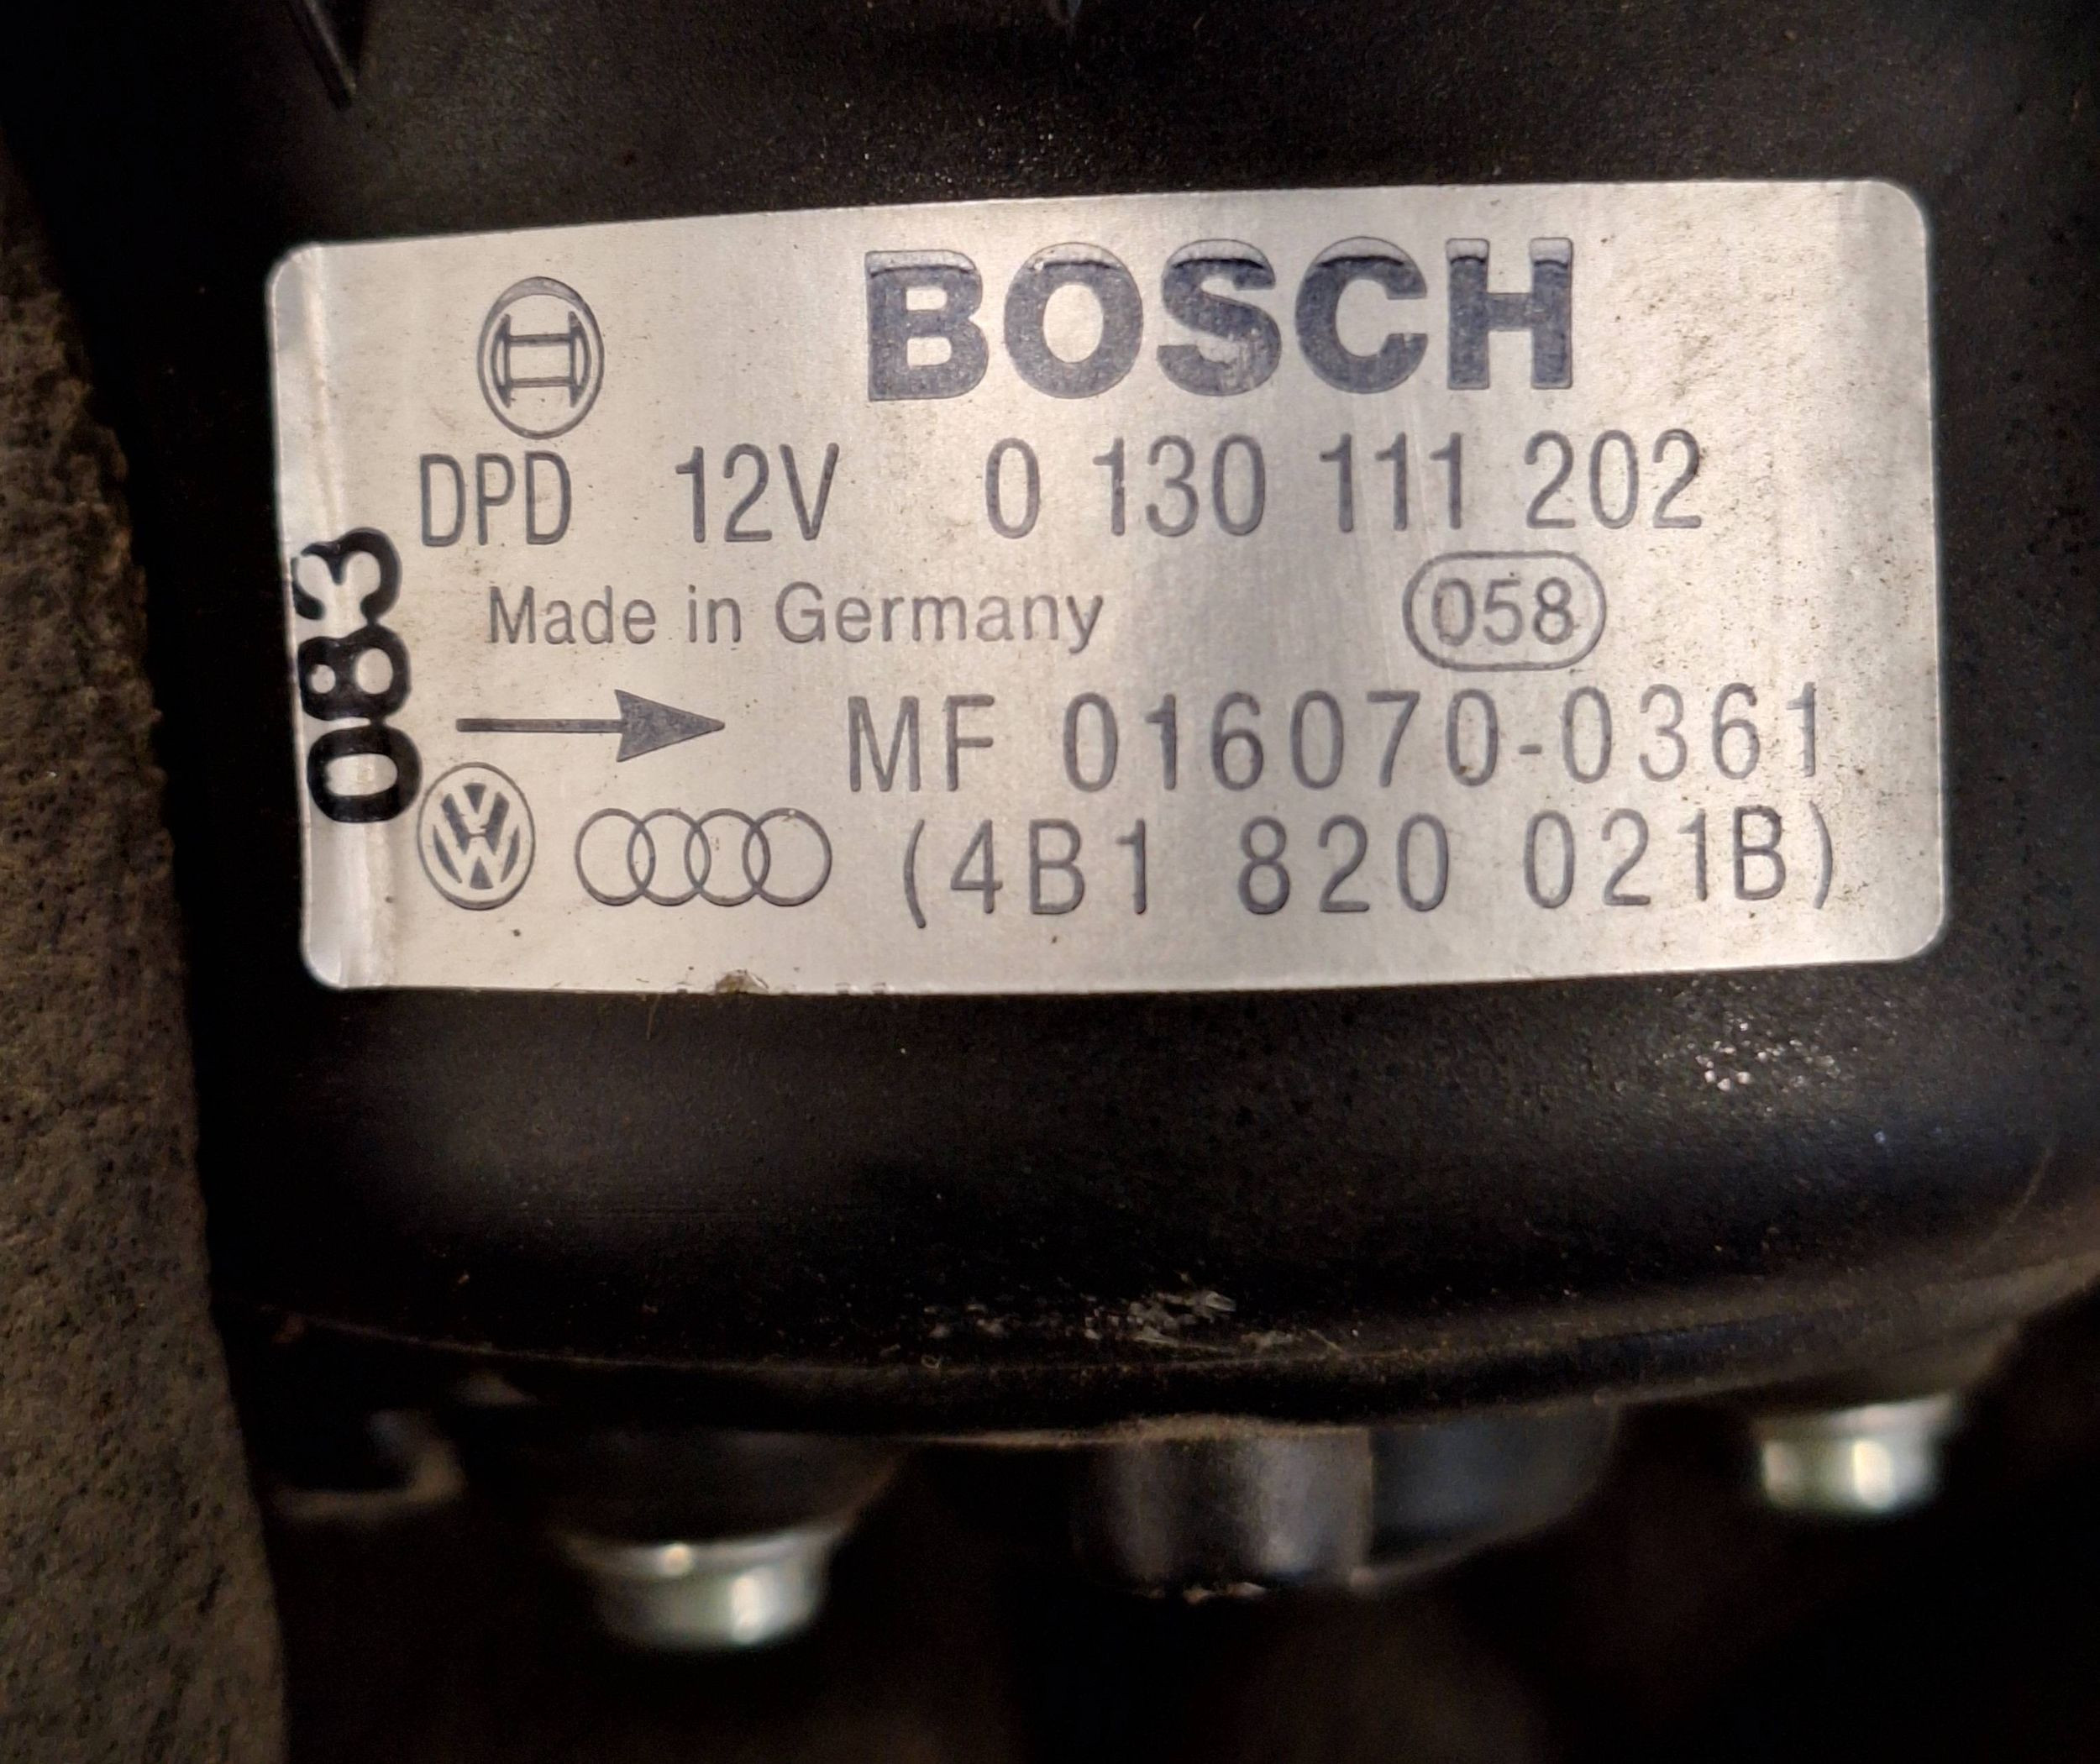 BOSCH
DPD 12V 0 130 111 202
Made in Germany 058
MF 016070-0361
(4B1 820 021B)
083